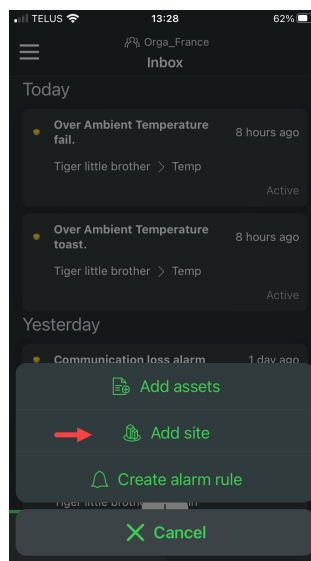 TELUS 13:28 62%
Orga_France
Inbox
Today
Over Ambient Temperature 8 hours ago
fail.
Tiger little brother > Temp
Active
Over Ambient Temperature 8 hours ago
toast.
Tiger little brother > Temp
Active
Yesterday
Communication loss alarm 1 day ago
Add assets
Add site
Create alarm rule
Tiger little
Cancel